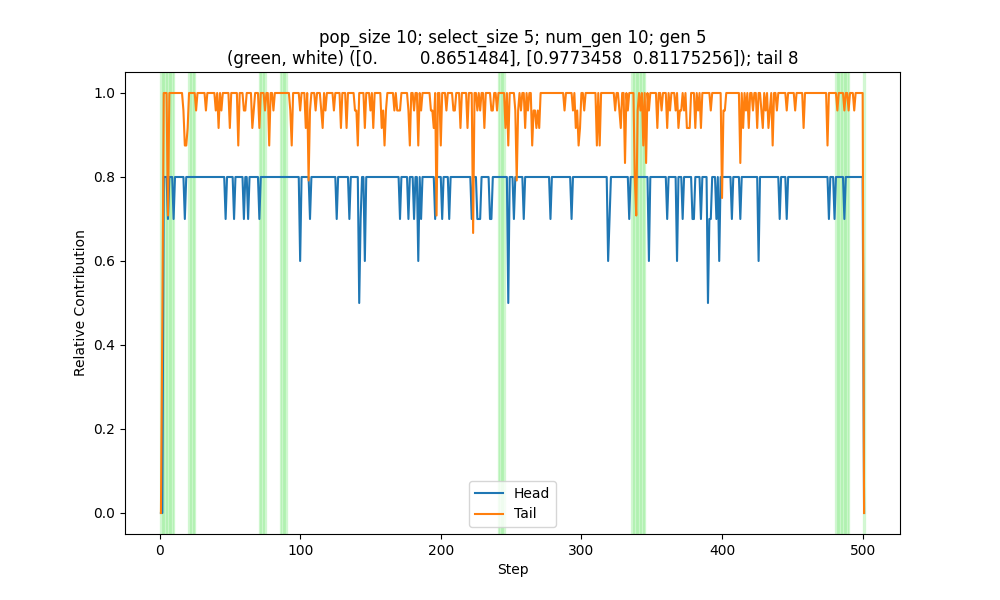 pop_size 10; select_size 5; num_gen 10; gen 5
(green, white) ([0. 0.8651484], [0.9773458 0.81175256]); tail 8
1.0
0.8
0.6
0.4
0.2
0.0
Relative Contribution
Head
Tail
0 100 200 300 400 500
Step